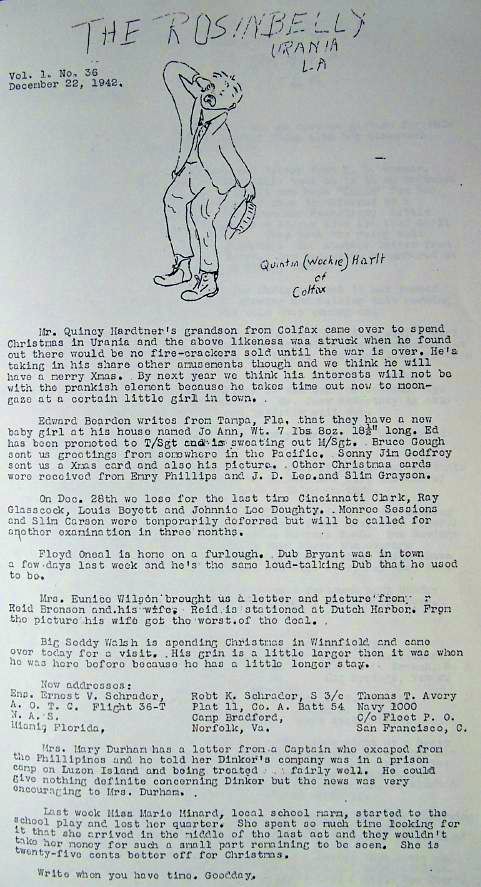 THE ROSINBELLY
URANIA
LA
Vol. 1. No. 36
December 22, 1942.
Quintin (Wockie) Harlt
of
Colfax
Mr. Quincy Hardtner's grandson from Colfax came over to spend
Christmas in Urania and the above likeness was struck when he found
out there would be no fire-crackers sold until the war is over. He's
taking in his share other amusements though and we think he will
have a merry Xmas. By next year we think his interests will not be
with the prankish element because he takes time out now to moon-
gaze at a certain little girl in town. .
Edward Bearden writes from Tampa, Fla. that they have a new
baby girl at his house named Jo Ann, Wt. 7 lbs 8oz. 18½" long. Ed
has been promoted to T/Sgt and is sweating out M/Sgt. . Bruce Gough
sent us greetings from somewhere in the Pacific. Sonny Jim Godfroy
sent us a Xmas card and also his picture. . Other Christmas cards
were received from Emry Phillips and J. D. Lee and Slim Grayson.
On Dec. 28th we lose for the last time Cincinnati Clark, Ray
Glasscock, Louis Boyett and Johnnie Lee Doughty. . Monroe Sessions
and Slim Carson were temporarily deferred but will be called for
another examination in three months.
Floyd Oneal is home on a furlough. . Dub Bryant was in town
a few days last week and he's the same loud-talking Dub that he used
to be.
Mrs. Eunice Wilson brought us a letter and picture from r
Reid Bronson and his wife. Reid is stationed at Dutch Harbor. From
the picture his wife got the worst of the deal. .
Big Seddy Walsh is spending Christmas in Winnfield and came
over today for a visit. . His grin is a little larger then it was when
he was here before because he has a little longer stay.
New addresses:
Ens. Ernest V. Schrader,
A. O. T. C. Flight 36-T
N. A. S.
Miami, Florida,
Robt K. Schrader, S 3/c
Plat 11, Co. A. Batt 54
Camp Bradford,
Norfolk, Va.
Thomas T. Avery
Navy 1000
C/o Fleet P. O.
San Francisco, C.
Mrs. Mary Durham has a letter from a Captain who excaped from
the Phillipines and he told her Dinker's company was in a prison
camp on Luzon Island and being treated fairly well. He could
give nothing definite concerning Dinker but the news was very
encouraging to Mrs. Durham. .
Last week Miss Marie Minard, local school marm, started to the
school play and lost her quarter. She spent so much time looking for
it that she arrived in the middle of the last act and they wouldn't
take her money for such a small part remaining to be seen. She is
twenty-five cents better off for Christmas.
Write when you have time. Goodday.